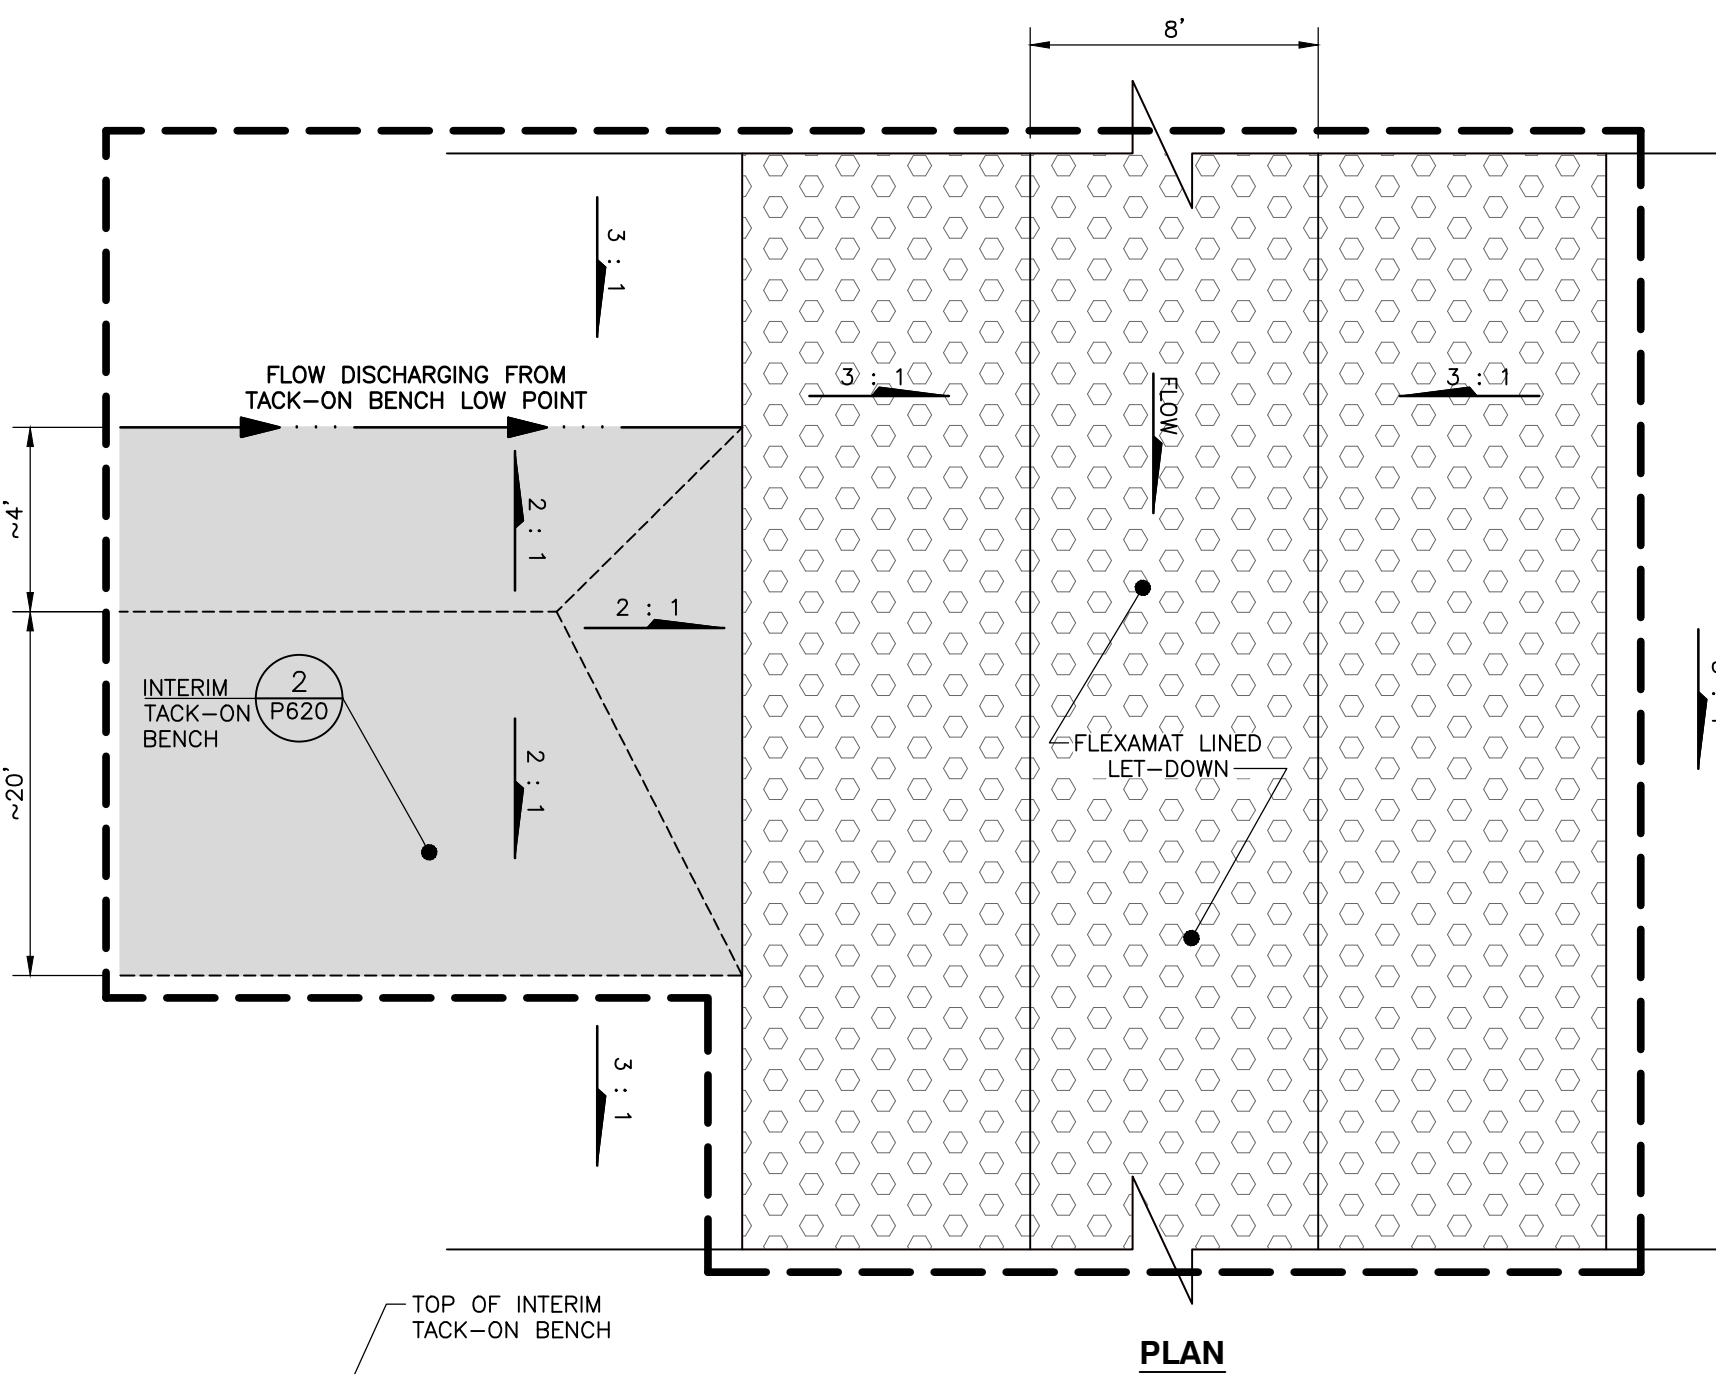 8'
3 : 1
FLOW DISCHARGING FROM
TACK-ON BENCH LOW POINT
3 : 1
FLOW
3 : 1
~4'
2 : 1
2 : 1
INTERIM
TACK-ON
BENCH
2
P620
~20'
2 : 1
FLEXAMAT LINED
LET-DOWN
3 : 1
TOP OF INTERIM
TACK-ON BENCH
PLAN